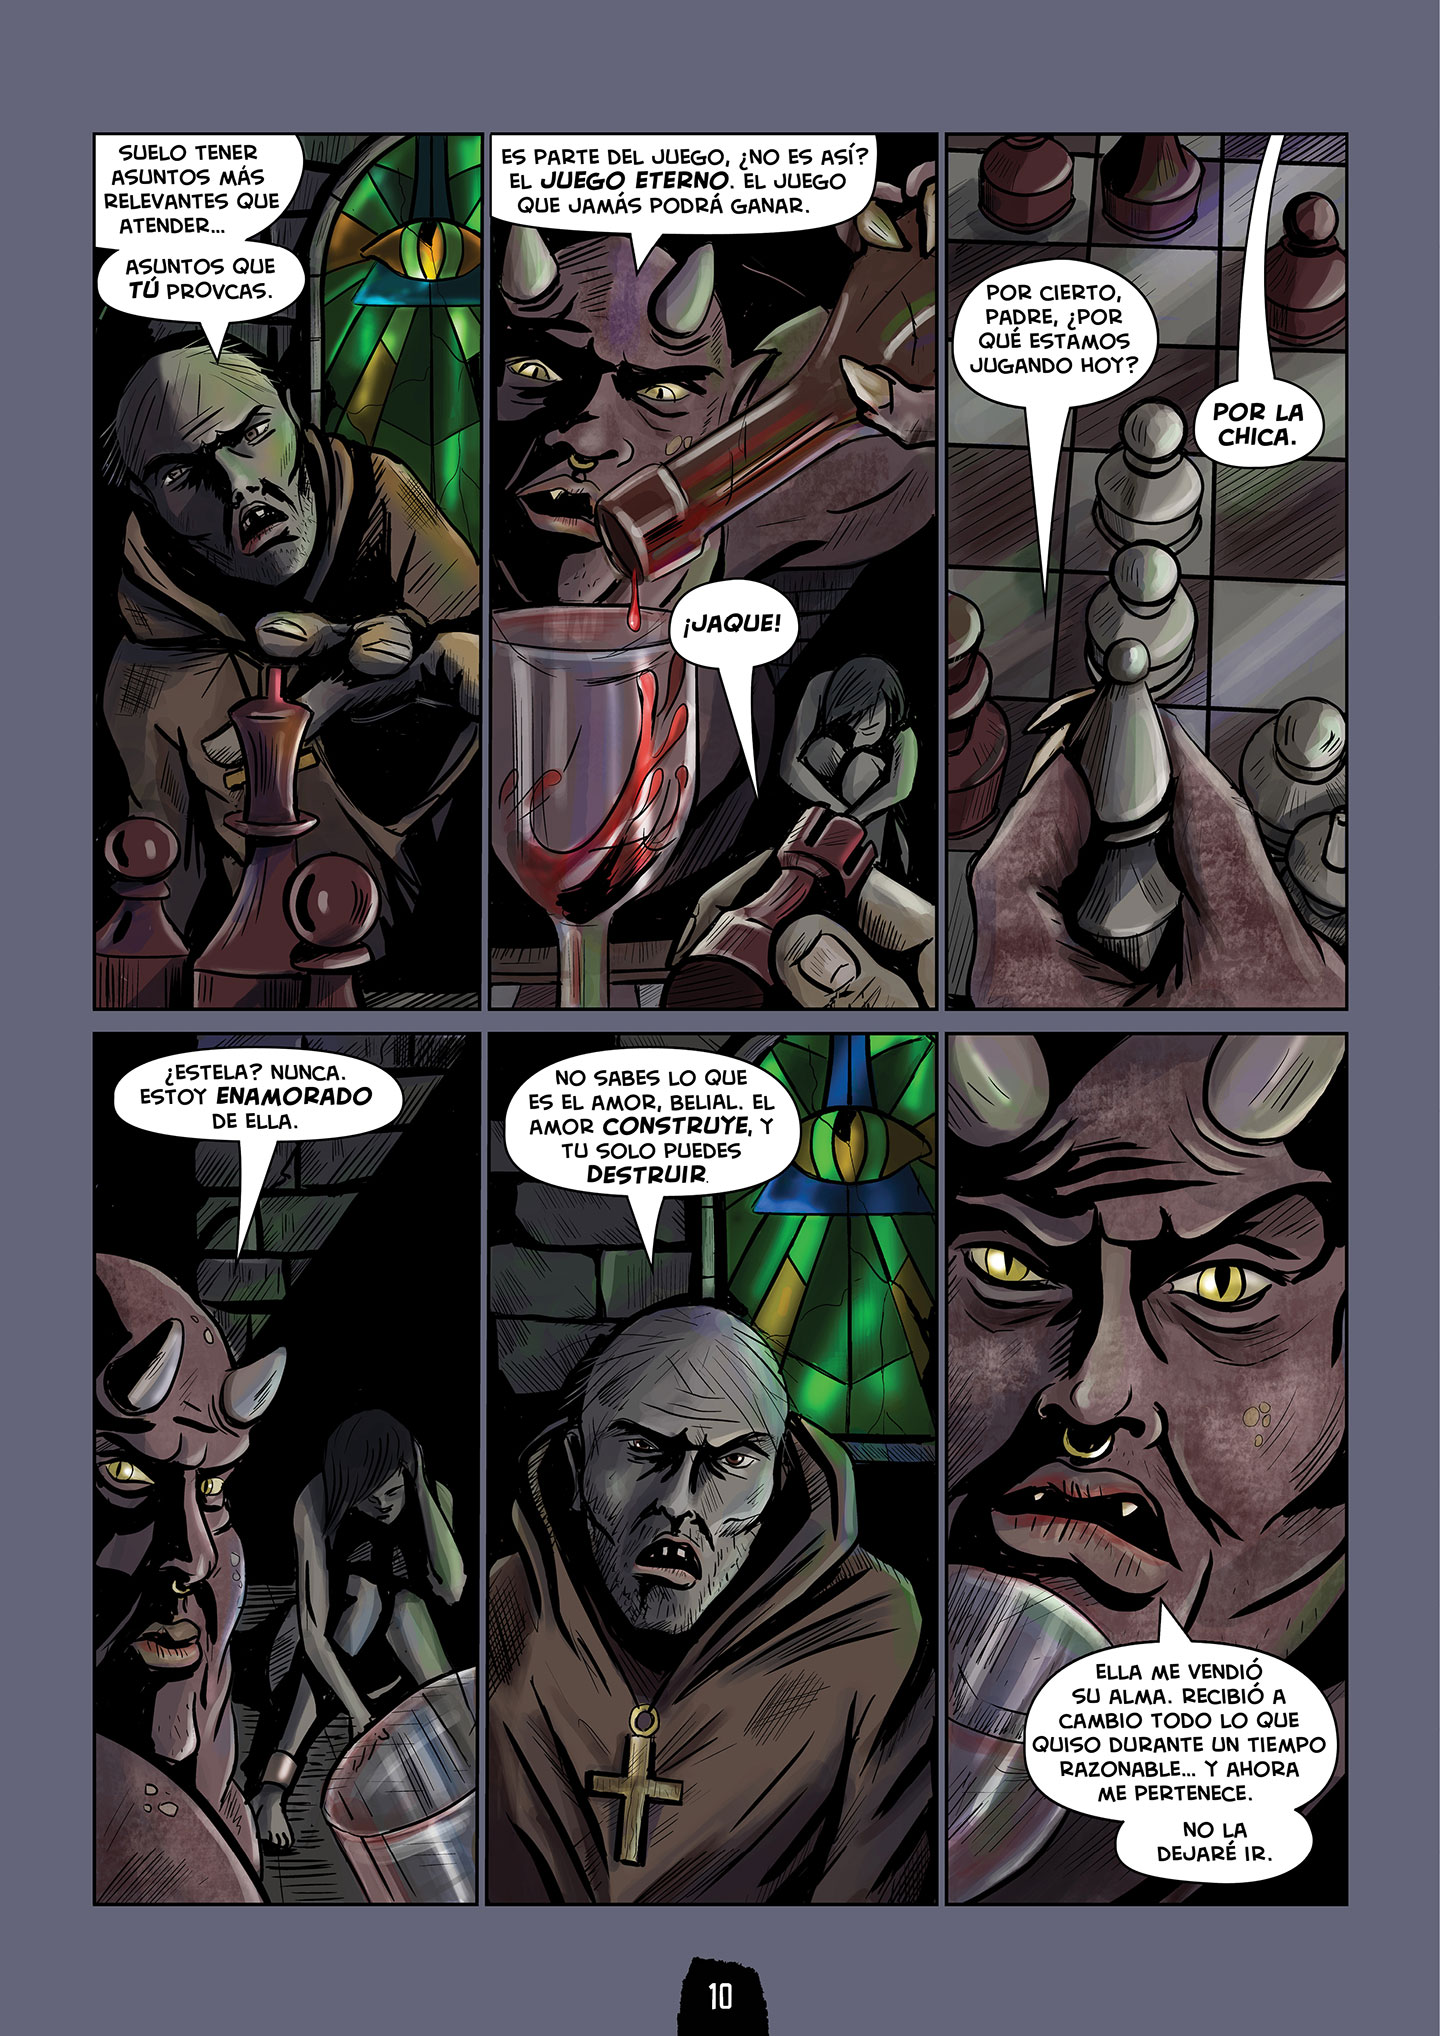 SUELO TENER
ASUNTOS MÁS
RELEVANTES QUE
ATENDER...
ASUNTOS QUE
TÚ PROVCAS.
ES PARTE DEL JUEGO, ¿NO ES ASÍ?
EL JUEGO ETERNO. EL JUEGO
QUE JAMÁS PODRÁ GANAR.
¡JAQUE!
POR CIERTO,
PADRE, ¿POR
QUÉ ESTAMOS
JUGANDO HOY?
POR LA
CHICA.
¿ESTELA? NUNCA.
ESTOY ENAMORADO
DE ELLA.
NO SABES LO QUE
ES EL AMOR, BELIAL. EL
AMOR CONSTRUYE, Y
TU SOLO PUEDES
DESTRUIR.
ELLA ME VENDIÓ
SU ALMA. RECIBIÓ A
CAMBIO TODO LO QUE
QUISO DURANTE UN TIEMPO
RAZONABLE... Y AHORA
ME PERTENECE.
NO LA
DEJARÉ IR.
10